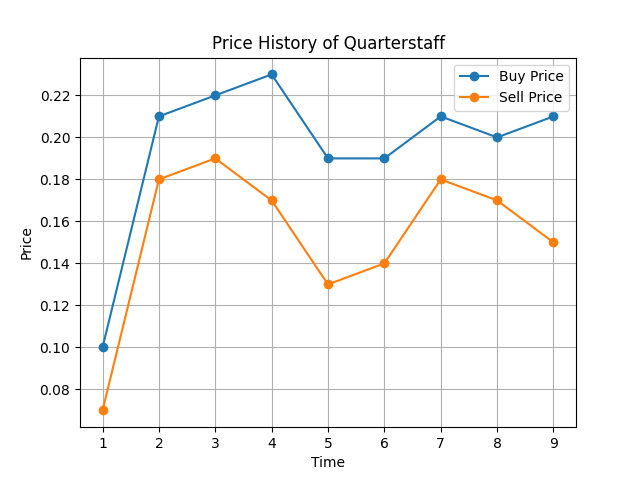 Price History of Quarterstaff
Buy Price
Sell Price
Price
0.22
0.20
0.18
0.16
0.14
0.12
0.10
0.08
1 2 3 4 5 6 7 8 9
Time